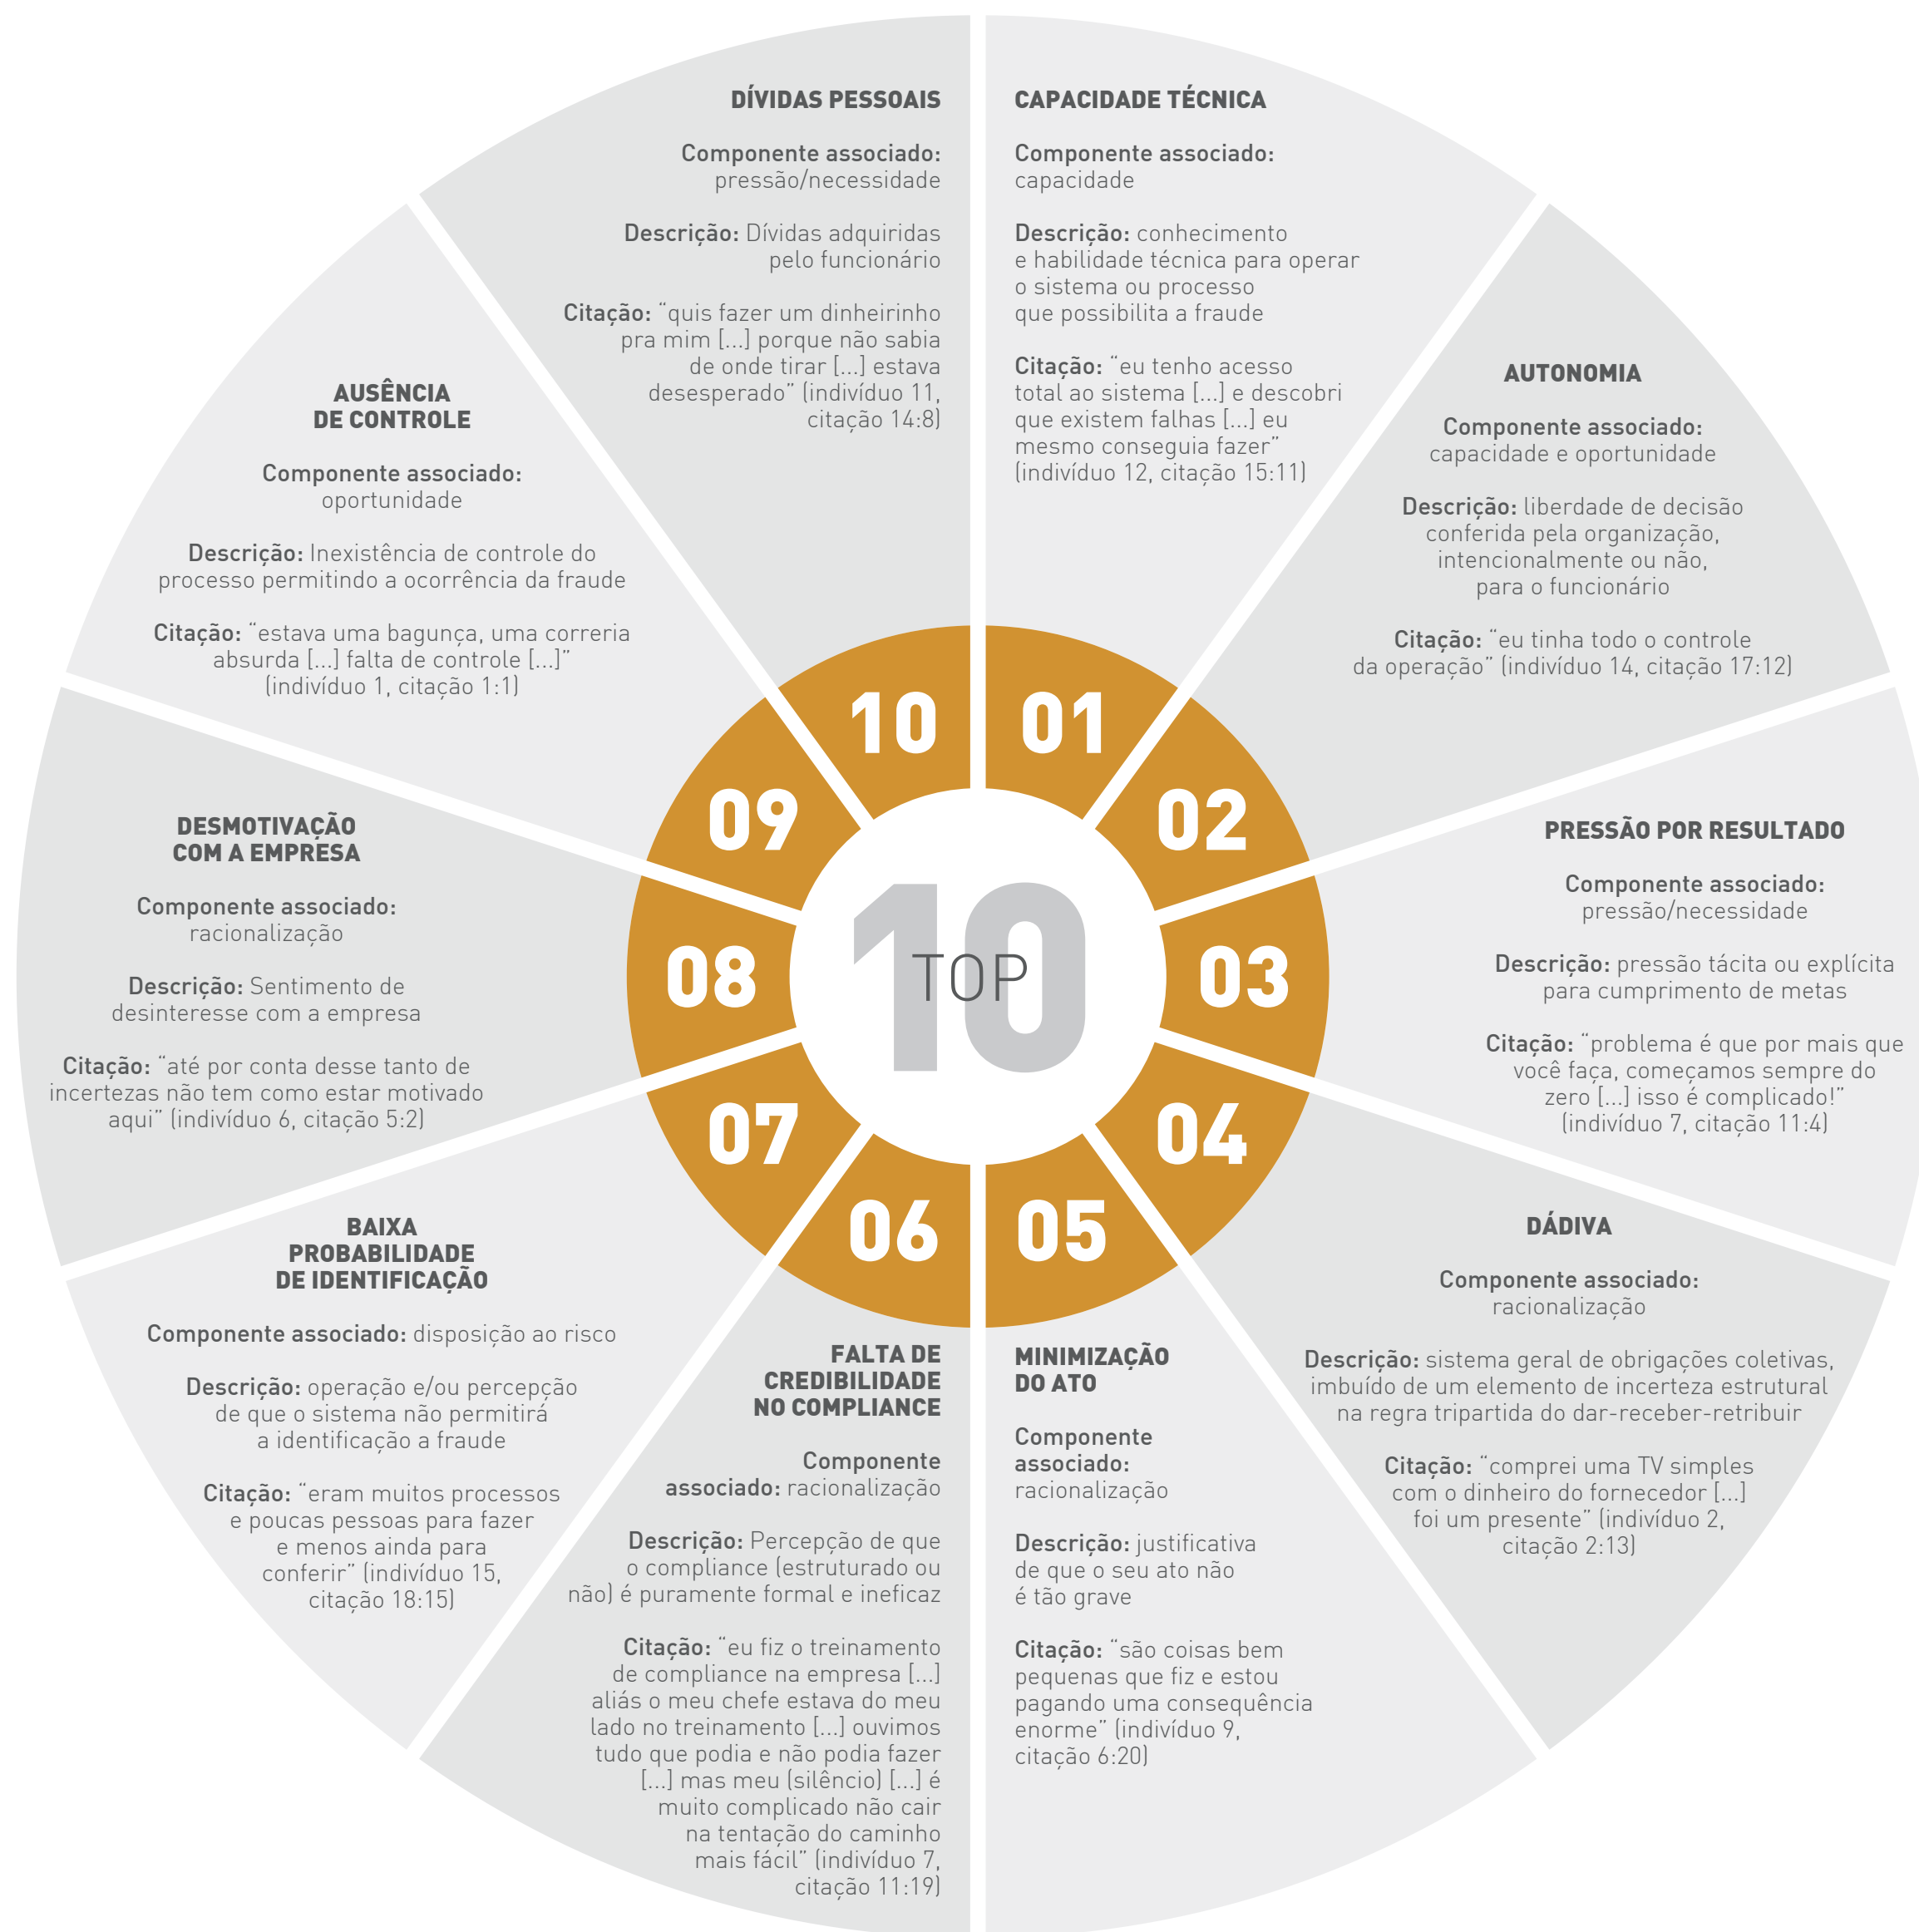 CAPACIDADE TÉCNICA
Componente associado:
capacidade
Descrição: conhecimento
e habilidade técnica para operar
o sistema ou processo
que possibilita a fraude
Citação: “eu tenho acesso
total ao sistema [...] e descobri
que existem falhas [...] eu
mesmo conseguia fazer”
(indivíduo 12, citação 15:11)
01
AUTONOMIA
Componente associado:
capacidade e oportunidade
Descrição: liberdade de decisão
conferida pela organização,
intencionalmente ou não,
para o funcionário
Citação: “eu tinha todo o controle
da operação” (indivíduo 14, citação 17:12)
02
PRESSÃO POR RESULTADO
Componente associado:
pressão/necessidade
Descrição: pressão tácita ou explícita
para cumprimento de metas
Citação: “problema é que por mais que
você faça, começamos sempre do
zero [...] isso é complicado!”
(indivíduo 7, citação 11:4)
03
DÁDIVA
Componente associado:
racionalização
Descrição: sistema geral de obrigações coletivas,
imbuído de um elemento de incerteza estrutural
na regra tripartida do dar-receber-retribuir
Citação: “comprei uma TV simples
com o dinheiro do fornecedor [...]
foi um presente” (indivíduo 2,
citação 2:13)
04
MINIMIZAÇÃO
DO ATO
Componente
associado:
racionalização
Descrição: justificativa
de que o seu ato não
é tão grave
Citação: “são coisas bem
pequenas que fiz e estou
pagando uma consequência
enorme” (indivíduo 9,
citação 6:20)
05
FALTA DE
CREDIBILIDADE
NO COMPLIANCE
Componente
associado: racionalização
Descrição: Percepção de que
o compliance (estruturado ou
não) é puramente formal e ineficaz
Citação: “eu fiz o treinamento
de compliance na empresa [...]
aliás o meu chefe estava do meu
lado no treinamento [...] ouvimos
tudo que podia e não podia fazer
[...] mas meu (silêncio) [...] é
muito complicado não cair
na tentação do caminho
mais fácil” (indivíduo 7,
citação 11:19)
06
BAIXA
PROBABILIDADE
DE IDENTIFICAÇÃO
Componente associado: disposição ao risco
Descrição: operação e/ou percepção
de que o sistema não permitirá
a identificação a fraude
Citação: “eram muitos processos
e poucas pessoas para fazer
e menos ainda para
conferir” (indivíduo 15,
citação 18:15)
07
DESMOTIVAÇÃO
COM A EMPRESA
Componente associado:
racionalização
Descrição: Sentimento de
desinteresse com a empresa
Citação: “até por conta desse tanto de
incertezas não tem como estar motivado
aqui” (indivíduo 6, citação 5:2)
08
AUSÊNCIA
DE CONTROLE
Componente associado:
oportunidade
Descrição: Inexistência de controle do
processo permitindo a ocorrência da fraude
Citação: “estava uma bagunça, uma correria
absurda [...] falta de controle [...]”
(indivíduo 1, citação 1:1)
09
DÍVIDAS PESSOAIS
Componente associado:
pressão/necessidade
Descrição: Dívidas adquiridas
pelo funcionário
Citação: “quis fazer um dinheirinho
pra mim [...] porque não sabia
de onde tirar [...] estava
desesperado” (indivíduo 11,
citação 14:8)
10
TOP
10